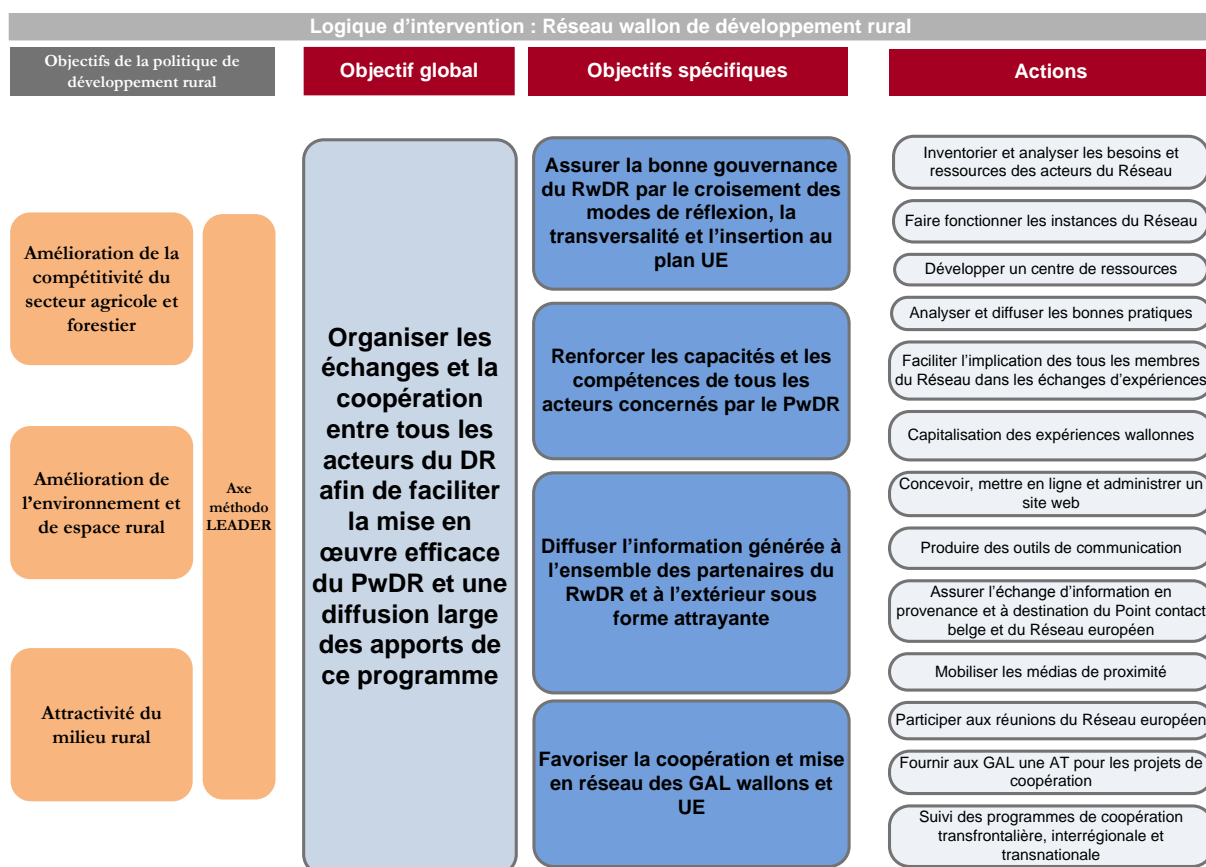 Logique d'intervention : Réseau wallon de développement rural
Objectifs de la politique de
développement rural
Objectif global
Objectifs spécifiques
Actions
Amélioration de la
compétitivité du
secteur agricole et
forestier
Amélioration de
l'environnement et
de espace rural
Attractivité du
milieu rural
Axe
méthodo
LEADER
Organiser les
échanges et la
coopération
entre tous les
acteurs du DR
afin de faciliter
la mise en
œuvre efficace
du PwDR et une
diffusion large
des apports de
ce programme
Assurer la bonne gouvernance
du RwDR par le croisement des
modes de réflexion, la
transversalité et l'insertion au
plan UE
Renforcer les capacités et les
compétences de tous les
acteurs concernés par le PwDR
Diffuser l'information générée à
l'ensemble des partenaires du
RwDR et à l'extérieur sous
forme attrayante
Favoriser la coopération et mise
en réseau des GAL wallons et
UE
Inventorier et analyser les besoins et
ressources des acteurs du Réseau
Faire fonctionner les instances du Réseau
Développer un centre de ressources
Analyser et diffuser les bonnes pratiques
Faciliter l'implication des tous les membres
du Réseau dans les échanges d'expériences
Capitalisation des expériences wallonnes
Concevoir, mettre en ligne et administrer un
site web
Produire des outils de communication
Assurer l'échange d'information en
provenance et à destination du Point contact
belge et du Réseau européen
Mobiliser les médias de proximité
Participer aux réunions du Réseau européen
Fournir aux GAL une AT pour les projets de
coopération
Suivi des programmes de coopération
transfrontalière, interrégionale et
transnationale